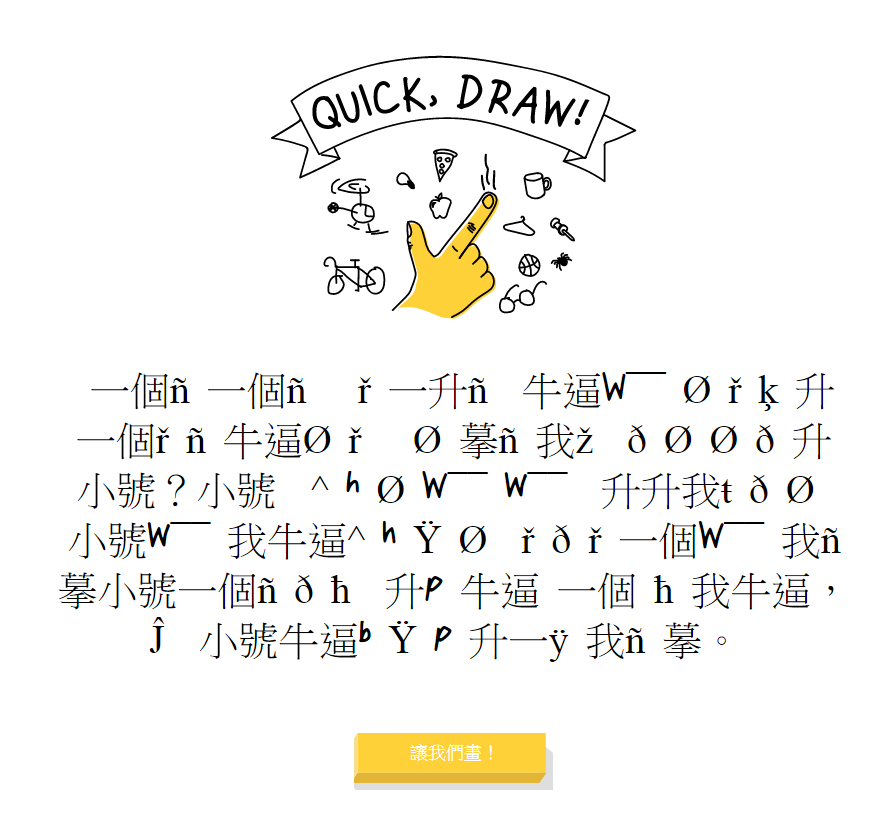 QUICK, DRAW!
一個ñ 一個ñ ř 一升ñ 牛逼W¯¯ Ø ř ķ 升
一個ř ñ 牛逼Ø ř Ø 摹ñ 我ž ð Ø Ø ð 升
小號？小號 ^ h Ø W¯¯ W¯¯ 升升我ŧ ð Ø
小號W¯¯ 我牛逼^ h Ÿ Ø ř ð ř 一個W¯¯ 我ñ
摹小號一個ñ ð ħ 升p 牛逼 一個 ħ 我牛逼，
Ĵ 小號牛逼b Ÿ P 升一ÿ 我ñ 摹。
讓我們畫！